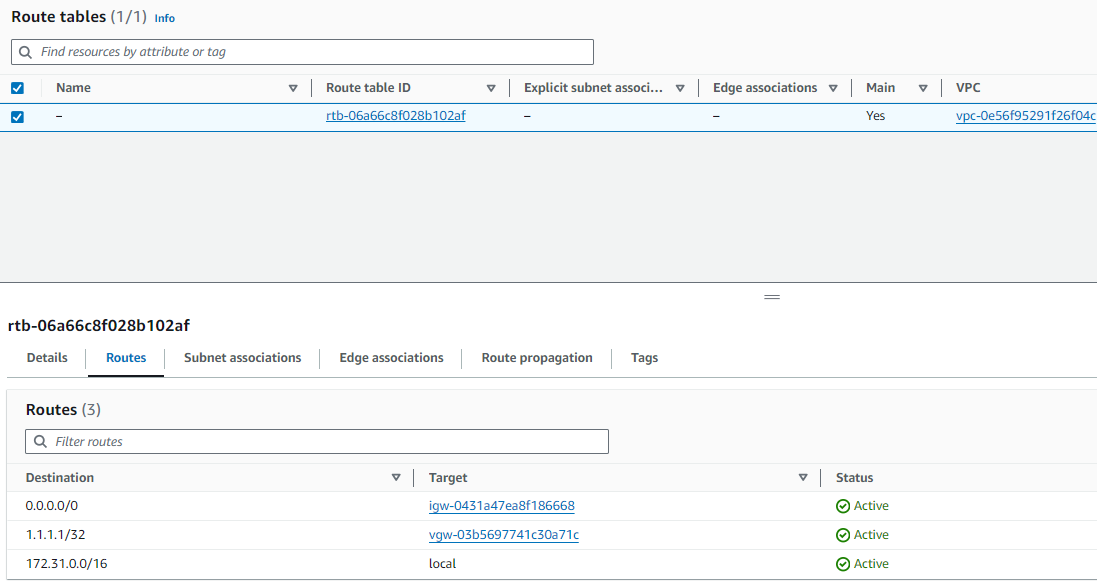 Route tables (1/1) Info
Find resources by attribute or tag
Name Route table ID Explicit subnet associ... Edge associations Main VPC
– rtb-06a66c8f028b102af – – Yes vpc-0e56f95291f26f04c
rtb-06a66c8f028b102af
Details Routes Subnet associations Edge associations Route propagation Tags
Routes (3)
Filter routes
Destination Target Status
0.0.0.0/0 igw-0431a47ea8f186668 Active
1.1.1.1/32 vgw-03b5697741c30a71c Active
172.31.0.0/16 local Active